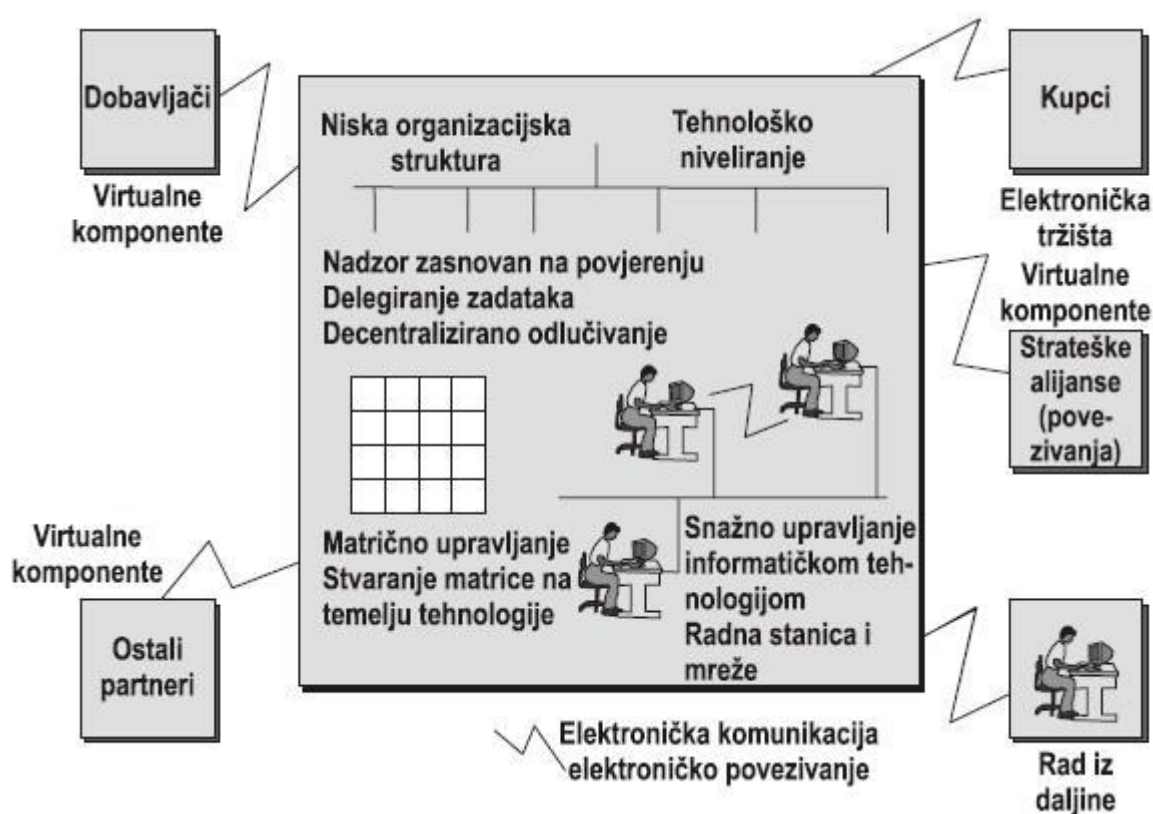 Dobavljači
Virtualne
komponente
Kupci
Elektronička
tržišta
Virtualne
komponente
Strateške
alijanse
(pove-
zivanja)
Niska organizacijska
struktura
Tehnološko
niveliranje
Nadzor zasnovan na povjerenju
Delegiranje zadataka
Decentralizirano odlučivanje
Matrično upravljanje
Stvaranje matrice na
temelju tehnologije
Snažno upravljanje
informatičkom teh-
nologijom
Radna stanica i
mreže
Virtualne
komponente
Ostali
partneri
Rad iz
daljine
Elektronička komunikacija
elektroničko povezivanje